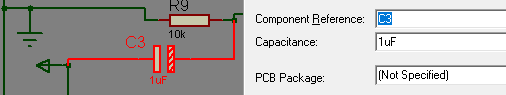 R9
10k
C3
1uF
Component Reference: C3
Capacitance: 1uF
PCB Package: (Not Specified)